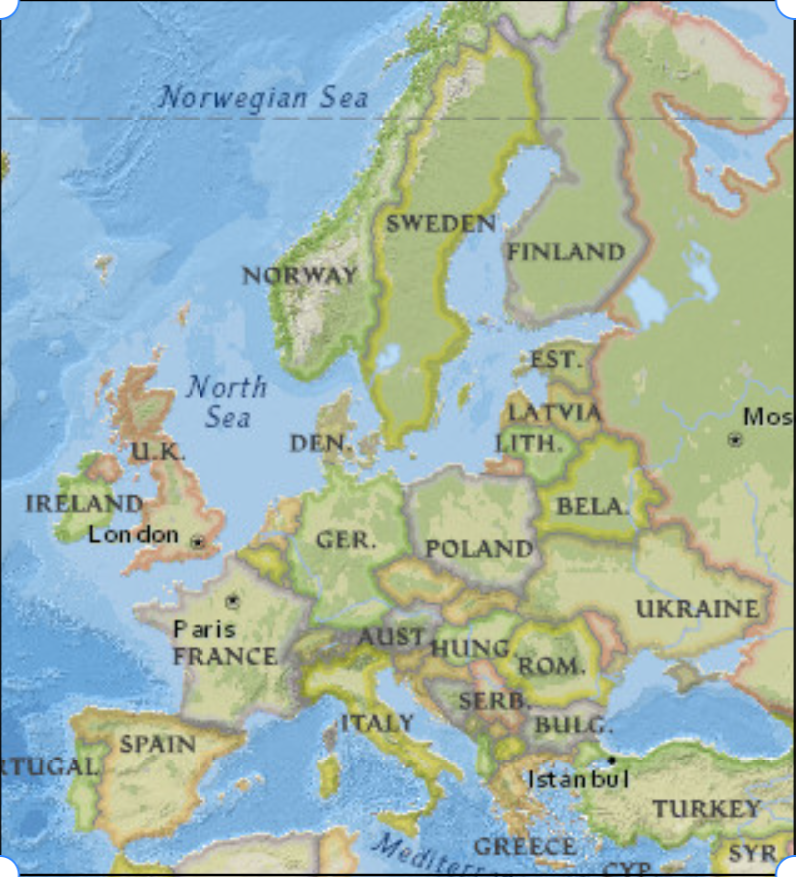 Norwegian Sea
SWEDEN
FINLAND
NORWAY
EST.
North
Sea
LATVIA
Mos
DEN.
LITH.
U.K.
IRELAND
BELA.
London
GER.
POLAND
UKRAINE
Paris
FRANCE
AUST.
HUNG.
ROM.
SERB.
ITALY
BULG.
SPAIN
RTUGAL
Istanbul
TURKEY
GREECE
Mediterran
SYR
CYP